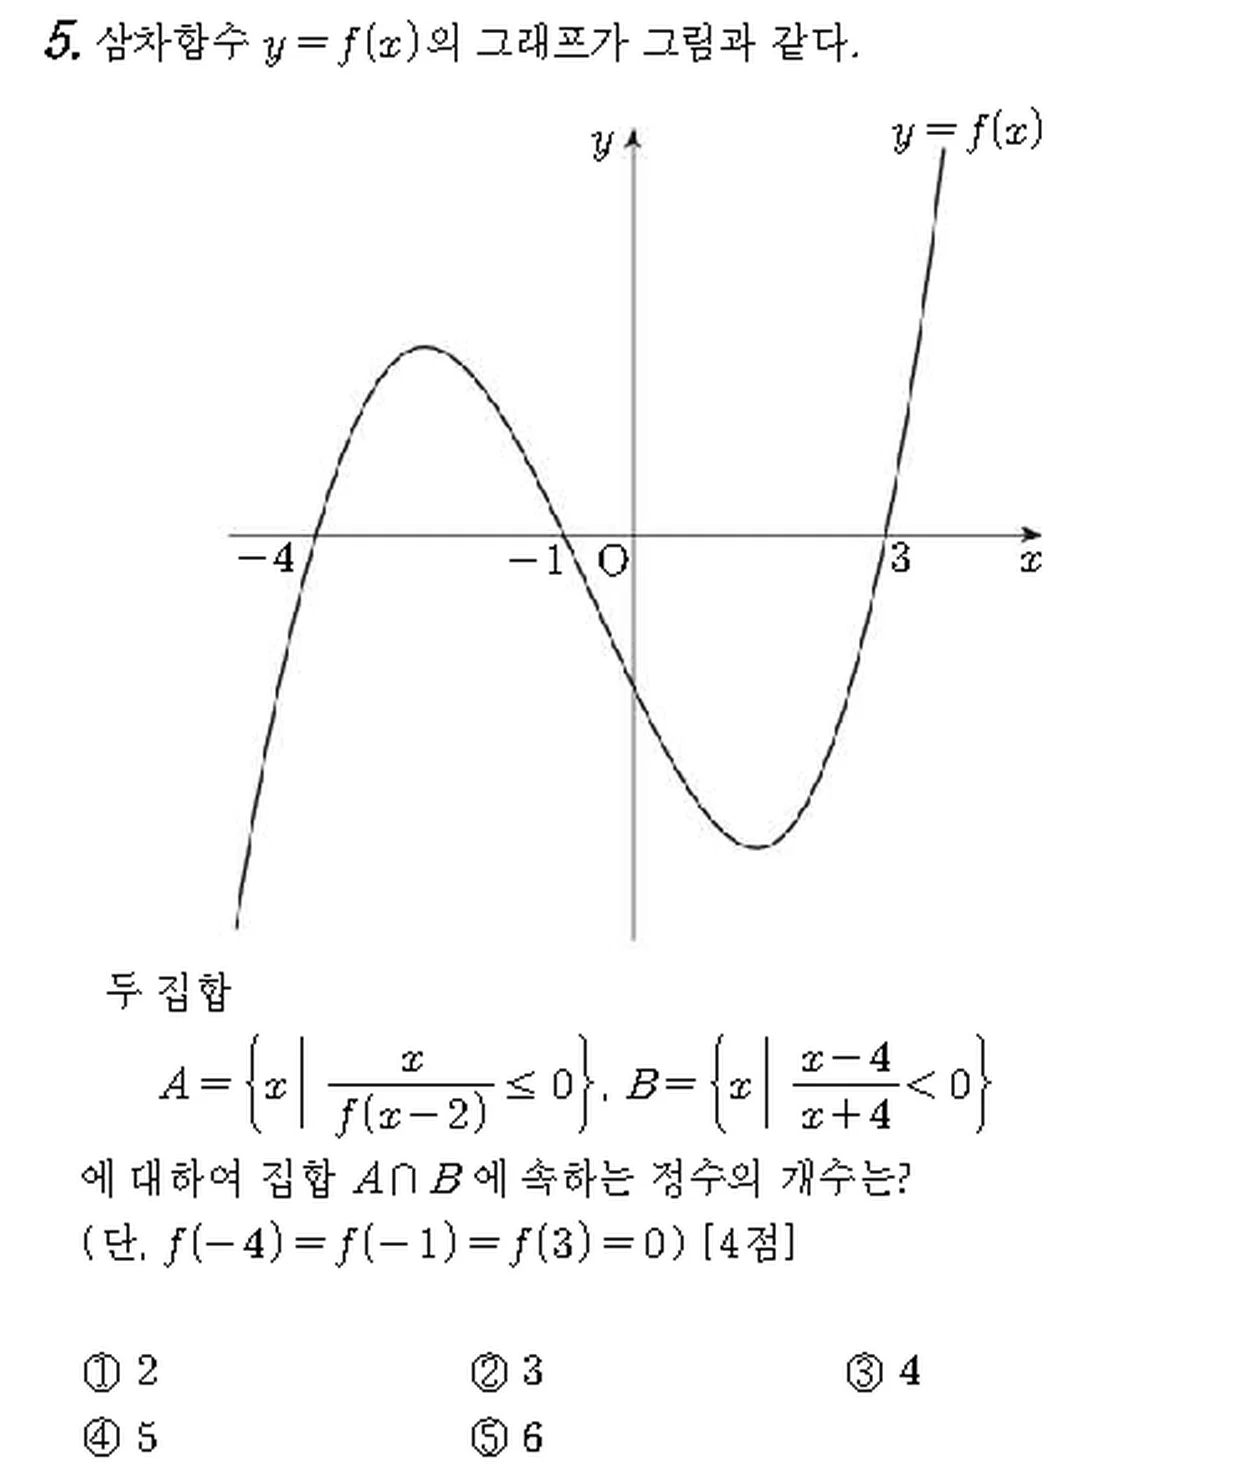 5. 삼차함수 y=f(x)의 그래프가 그림과 같다.
y
y=f(x)
-4
-1
O
3
x
두 집합
A={x | x/f(x-2) ≤ 0}, B={x | (x-4)/(x+4) < 0}
에 대하여 집합 A∩B에 속하는 정수의 개수는?
(단, f(-4)=f(-1)=f(3)=0) [4점]
① 2 ② 3 ③ 4
④ 5 ⑤ 6